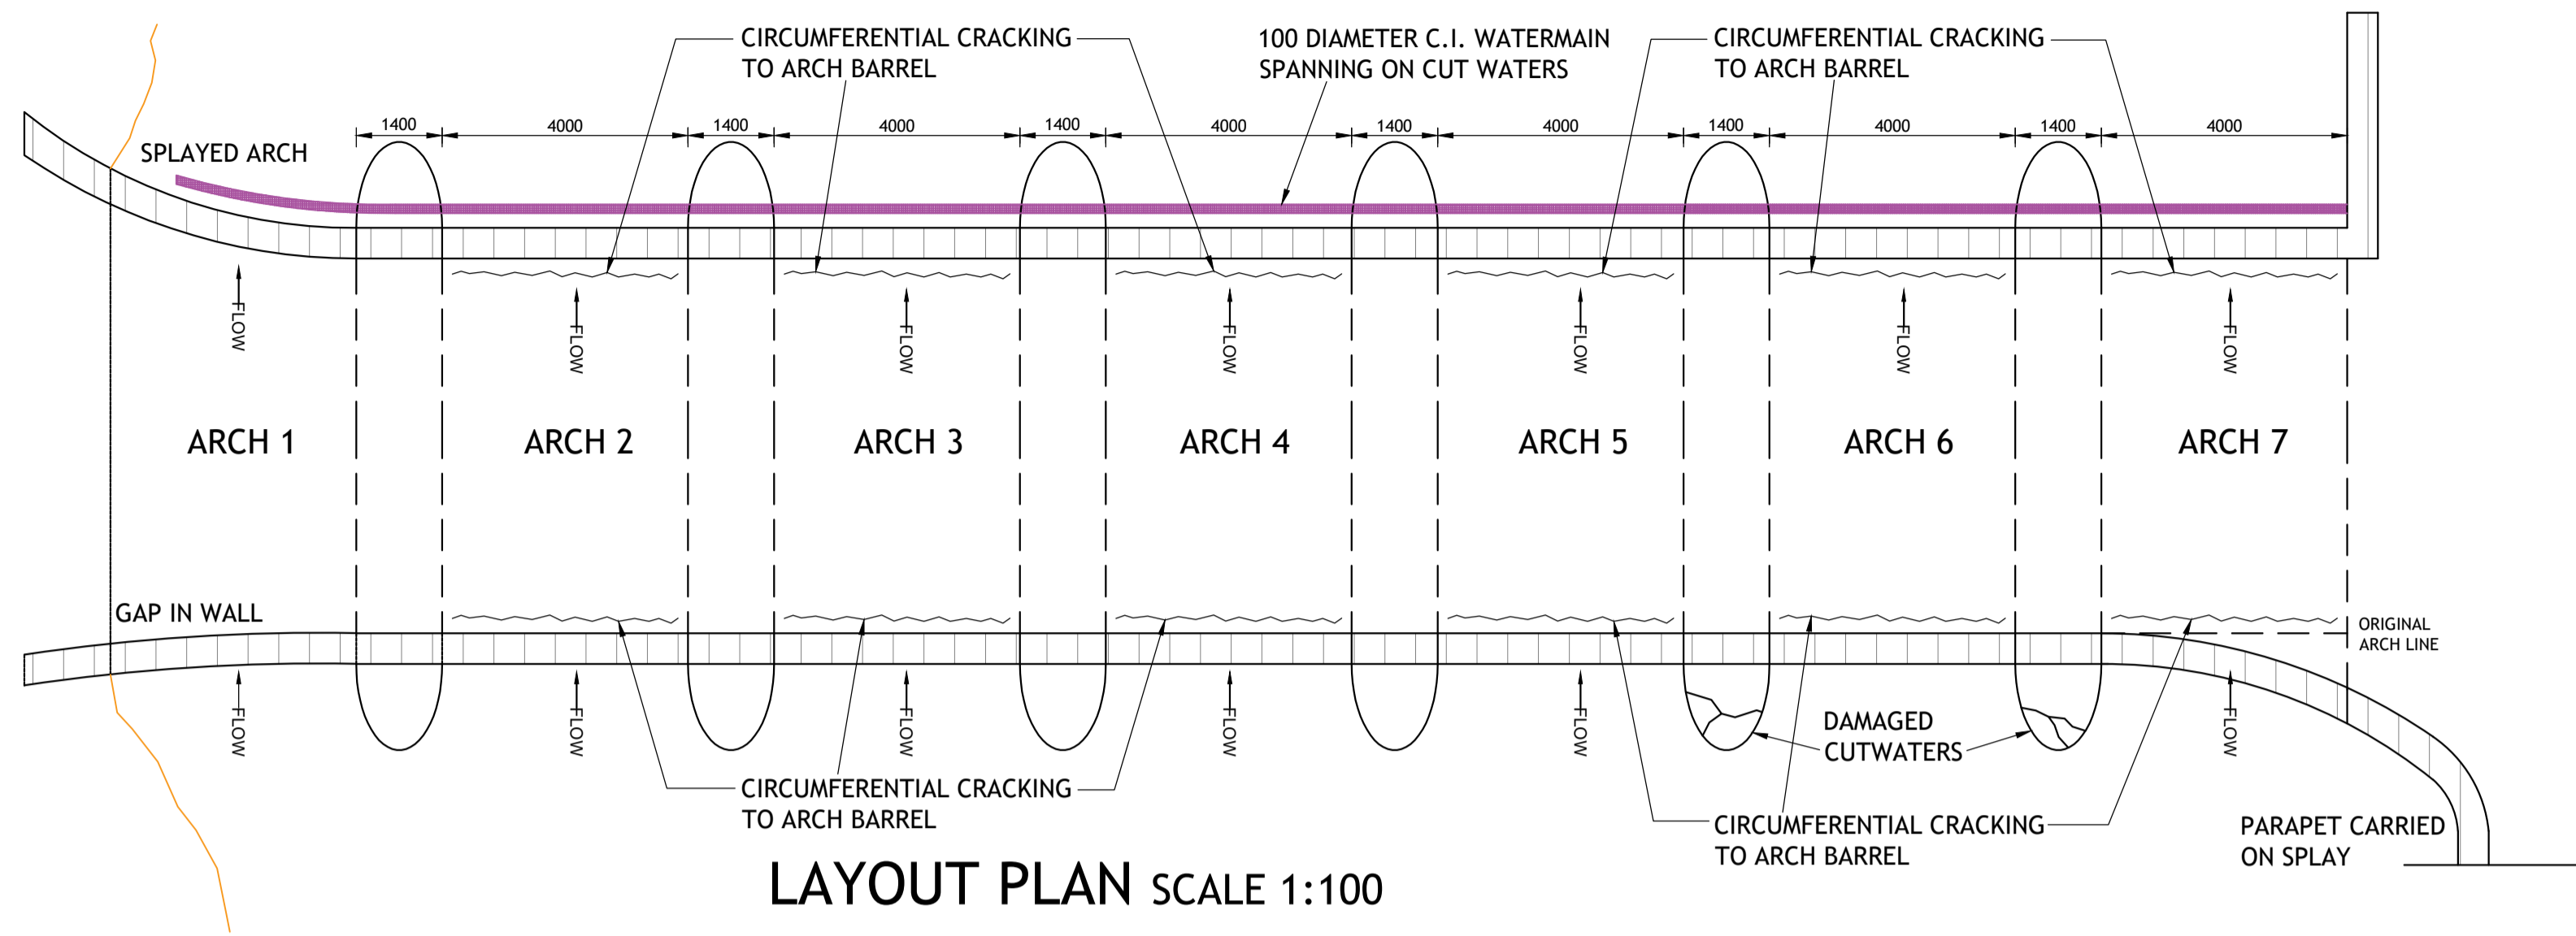 CIRCUMFERENTIAL CRACKING
TO ARCH BARREL
100 DIAMETER C.I. WATERMAIN
SPANNING ON CUT WATERS
CIRCUMFERENTIAL CRACKING
TO ARCH BARREL
1400 4000 1400 4000 1400 4000 1400 4000 1400 4000 1400 4000
SPLAYED ARCH
FLOW FLOW FLOW FLOW FLOW FLOW FLOW
ARCH 1 ARCH 2 ARCH 3 ARCH 4 ARCH 5 ARCH 6 ARCH 7
GAP IN WALL
ORIGINAL
ARCH LINE
FLOW FLOW FLOW FLOW FLOW FLOW
DAMAGED
CUTWATERS
CIRCUMFERENTIAL CRACKING
TO ARCH BARREL
CIRCUMFERENTIAL CRACKING
TO ARCH BARREL
PARAPET CARRIED
ON SPLAY
LAYOUT PLAN SCALE 1:100